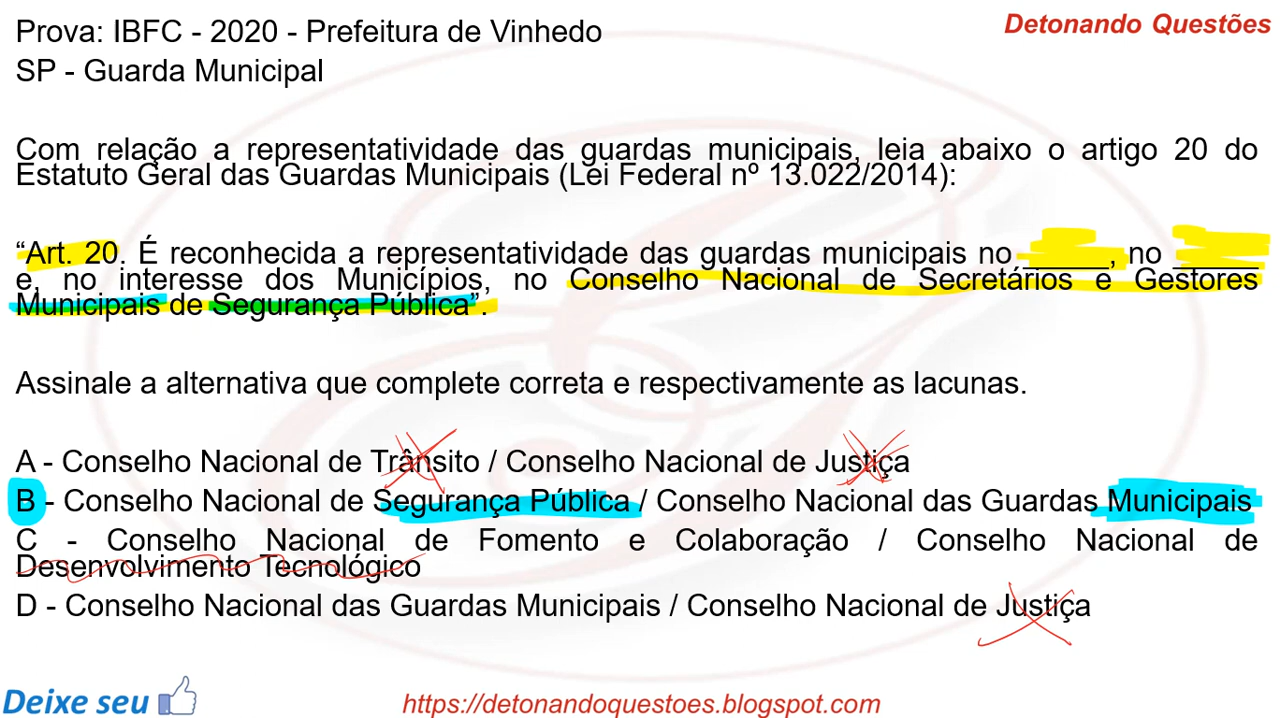 Prova: IBFC - 2020 - Prefeitura de Vinhedo
Detonando Questões
SP - Guarda Municipal
Com relação a representatividade das guardas municipais, leia abaixo o artigo 20 do
Estatuto Geral das Guardas Municipais (Lei Federal nº 13.022/2014):
“Art. 20. É reconhecida a representatividade das guardas municipais no _____, no _____
e, no interesse dos Municípios, no Conselho Nacional de Secretários e Gestores
Municipais de Segurança Pública”.
Assinale a alternativa que complete correta e respectivamente as lacunas.
A - Conselho Nacional de Trânsito / Conselho Nacional de Justiça
B - Conselho Nacional de Segurança Pública / Conselho Nacional das Guardas Municipais
C - Conselho Nacional de Fomento e Colaboração / Conselho Nacional de
Desenvolvimento Tecnológico
D - Conselho Nacional das Guardas Municipais / Conselho Nacional de Justiça
Deixe seu
https://detonandoquestoes.blogspot.com